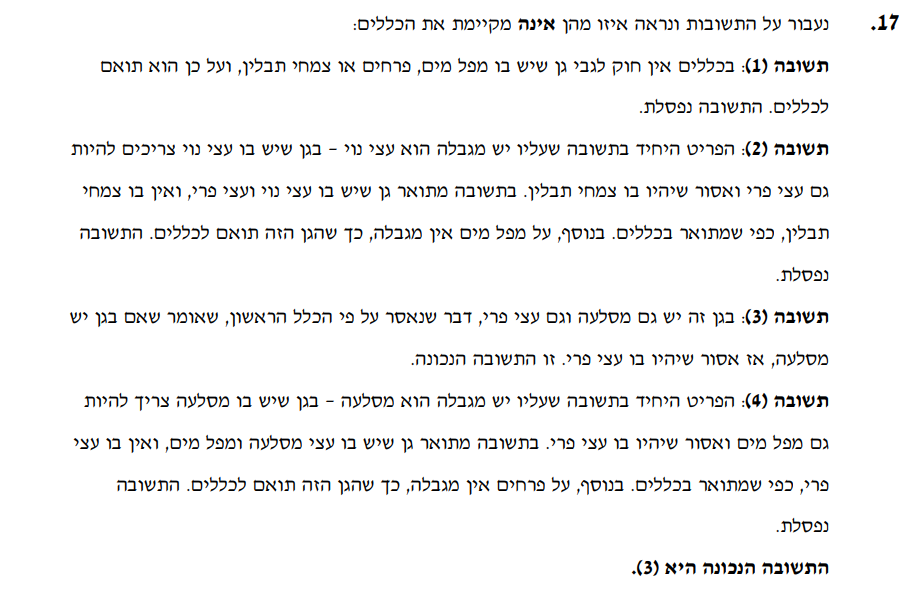 17. נעבור על התשובות ונראה איזו מהן אינה מקיימת את הכללים:
תשובה (1): בכללים אין חוק לגבי גן שיש בו מפל מים, פרחים או צמחי תבלין, ועל כן הוא תואם
לכללים. התשובה נפסלת.
תשובה (2): הפריט היחיד בתשובה שעליו יש מגבלה הוא עצי נוי – בגן שיש בו עצי נוי צריכים להיות
גם עצי פרי ואסור שיהיו בו צמחי תבלין. בתשובה מתואר גן שיש בו עצי נוי ועצי פרי, ואין בו צמחי
תבלין, כפי שמתואר בכללים. בנוסף, על מפל מים אין מגבלה, כך שהגן הזה תואם לכללים. התשובה
נפסלת.
תשובה (3): בגן זה יש גם מסלעה וגם עצי פרי, דבר שנאסר על פי הכלל הראשון, שאומר שאם בגן יש
מסלעה, אז אסור שיהיו בו עצי פרי. זו התשובה הנכונה.
תשובה (4): הפריט היחיד בתשובה שעליו יש מגבלה הוא מסלעה – בגן שיש בו מסלעה צריך להיות
גם מפל מים ואסור שיהיו בו עצי פרי. בתשובה מתואר גן שיש בו עצי מסלעה ומפל מים, ואין בו עצי
פרי, כפי שמתואר בכללים. בנוסף, על פרחים אין מגבלה, כך שהגן הזה תואם לכללים. התשובה
נפסלת.
התשובה הנכונה היא (3).